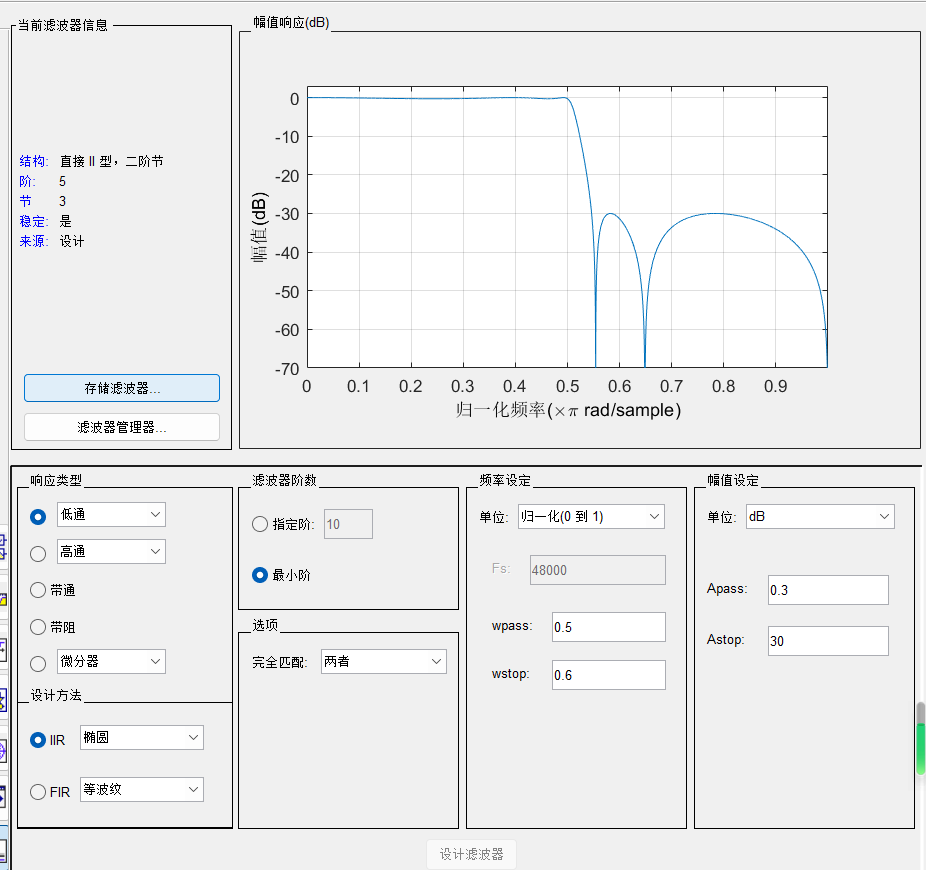 当前滤波器信息
结构: 直接 II 型，二阶节
阶: 5
节 3
稳定: 是
来源: 设计
存储滤波器...
滤波器管理器...
幅值响应(dB)
幅值(dB)
0
-10
-20
-30
-40
-50
-60
-70
0 0.1 0.2 0.3 0.4 0.5 0.6 0.7 0.8 0.9
归一化频率(×π rad/sample)
响应类型
低通
高通
带通
带阻
微分器
设计方法
IIR 椭圆
FIR 等波纹
滤波器阶数
指定阶: 10
最小阶
选项
完全匹配: 两者
频率设定
单位: 归一化(0 到 1)
Fs: 48000
wpass: 0.5
wstop: 0.6
幅值设定
单位: dB
Apass: 0.3
Astop: 30
设计滤波器